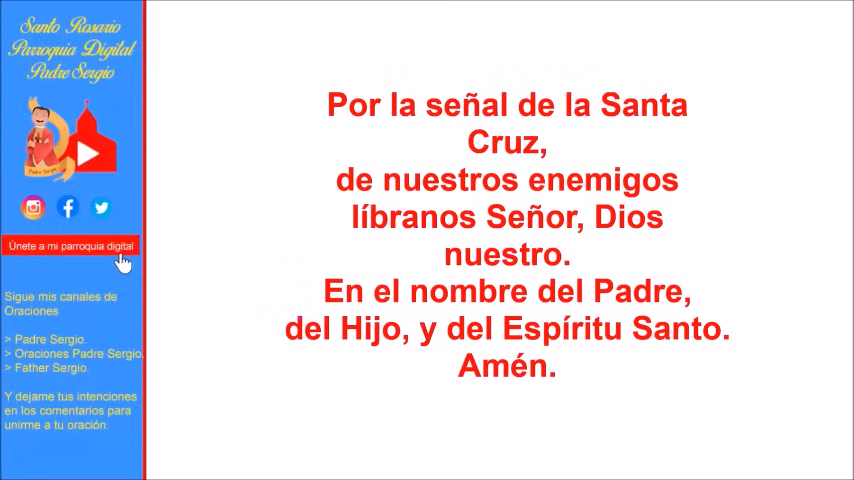 Santo Rosario
Parroquia Digital
Padre Sergio
Padre Sergio
Únete a mi parroquia digital
Sigue mis canales de
Oraciones
> Padre Sergio.
> Oraciones Padre Sergio.
> Father Sergio.
Y dejame tus intenciones
en los comentarios para
unirme a tu oración.
Por la señal de la Santa
Cruz,
de nuestros enemigos
líbranos Señor, Dios
nuestro.
En el nombre del Padre,
del Hijo, y del Espíritu Santo.
Amén.